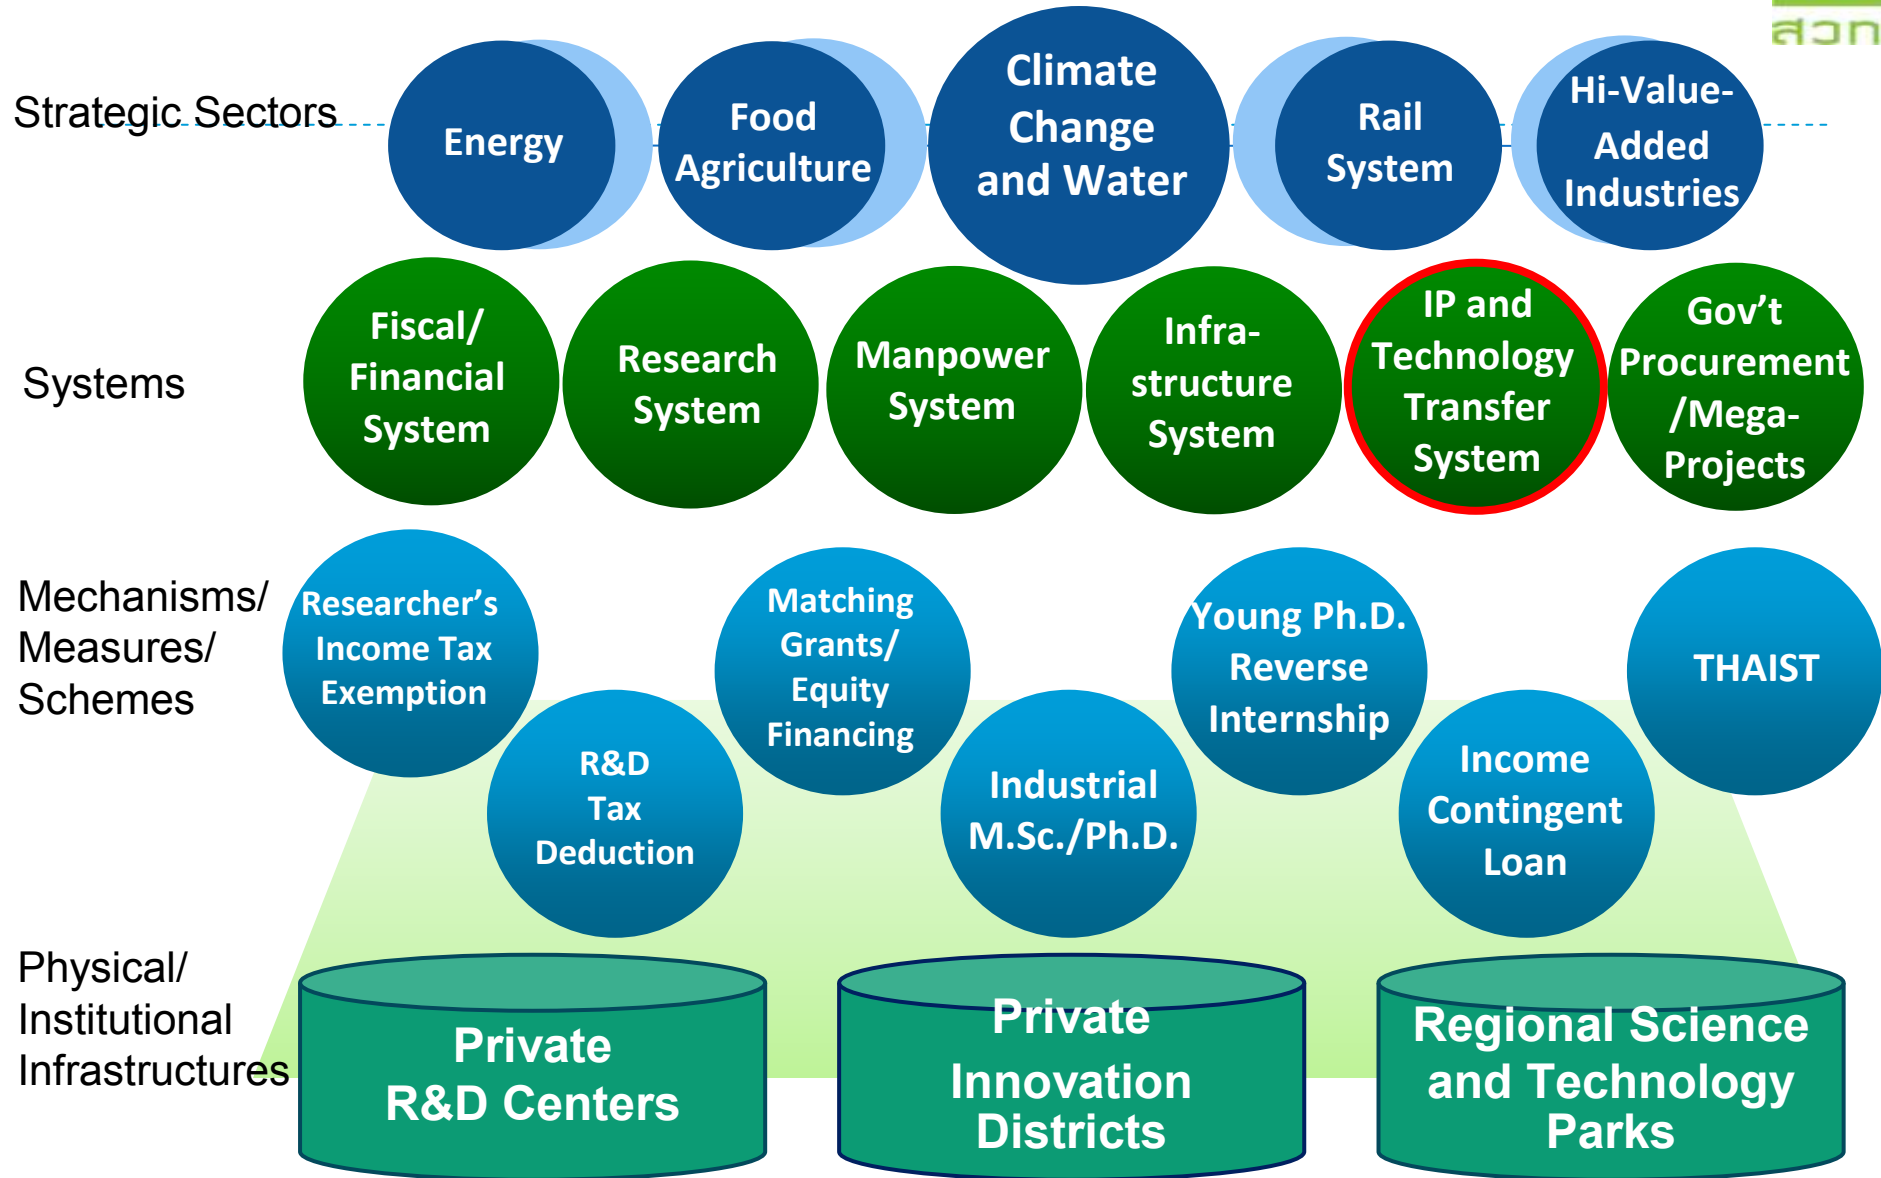 สวท
Strategic Sectors
Energy
Food
Agriculture
Climate
Change
and Water
Rail
System
Hi-Value-
Added
Industries
Systems
Fiscal/
Financial
System
Research
System
Manpower
System
Infra-
structure
System
IP and
Technology
Transfer
System
Gov’t
Procurement
/Mega-
Projects
Mechanisms/
Measures/
Schemes
Researcher’s
Income Tax
Exemption
R&D
Tax
Deduction
Matching
Grants/
Equity
Financing
Industrial
M.Sc./Ph.D.
Young Ph.D.
Reverse
Internship
Income
Contingent
Loan
THAIST
Physical/
Institutional
Infrastructures
Private
R&D Centers
Private
Innovation
Districts
Regional Science
and Technology
Parks